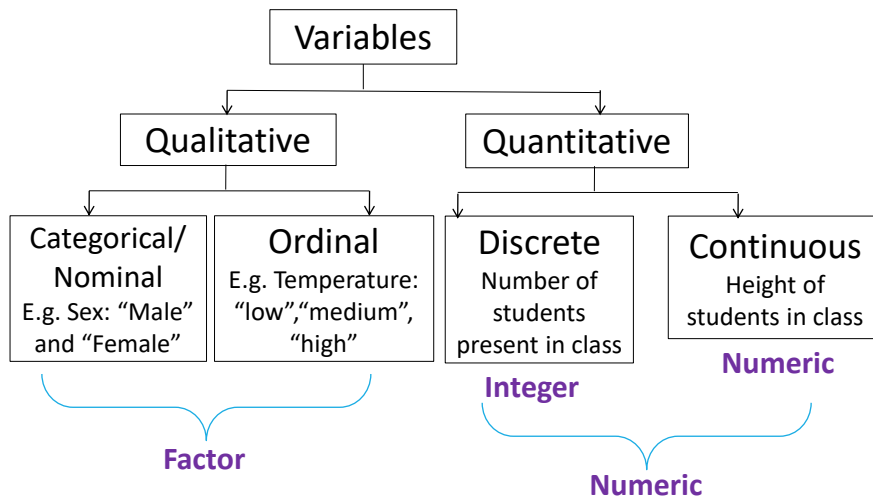 Variables
Qualitative
Quantitative
Categorical/
Nominal
E.g. Sex: “Male”
and “Female”
Ordinal
E.g. Temperature:
“low”,“medium”,
“high”
Discrete
Number of
students
present in class
Continuous
Height of
students in class
Integer
Numeric
Factor
Numeric